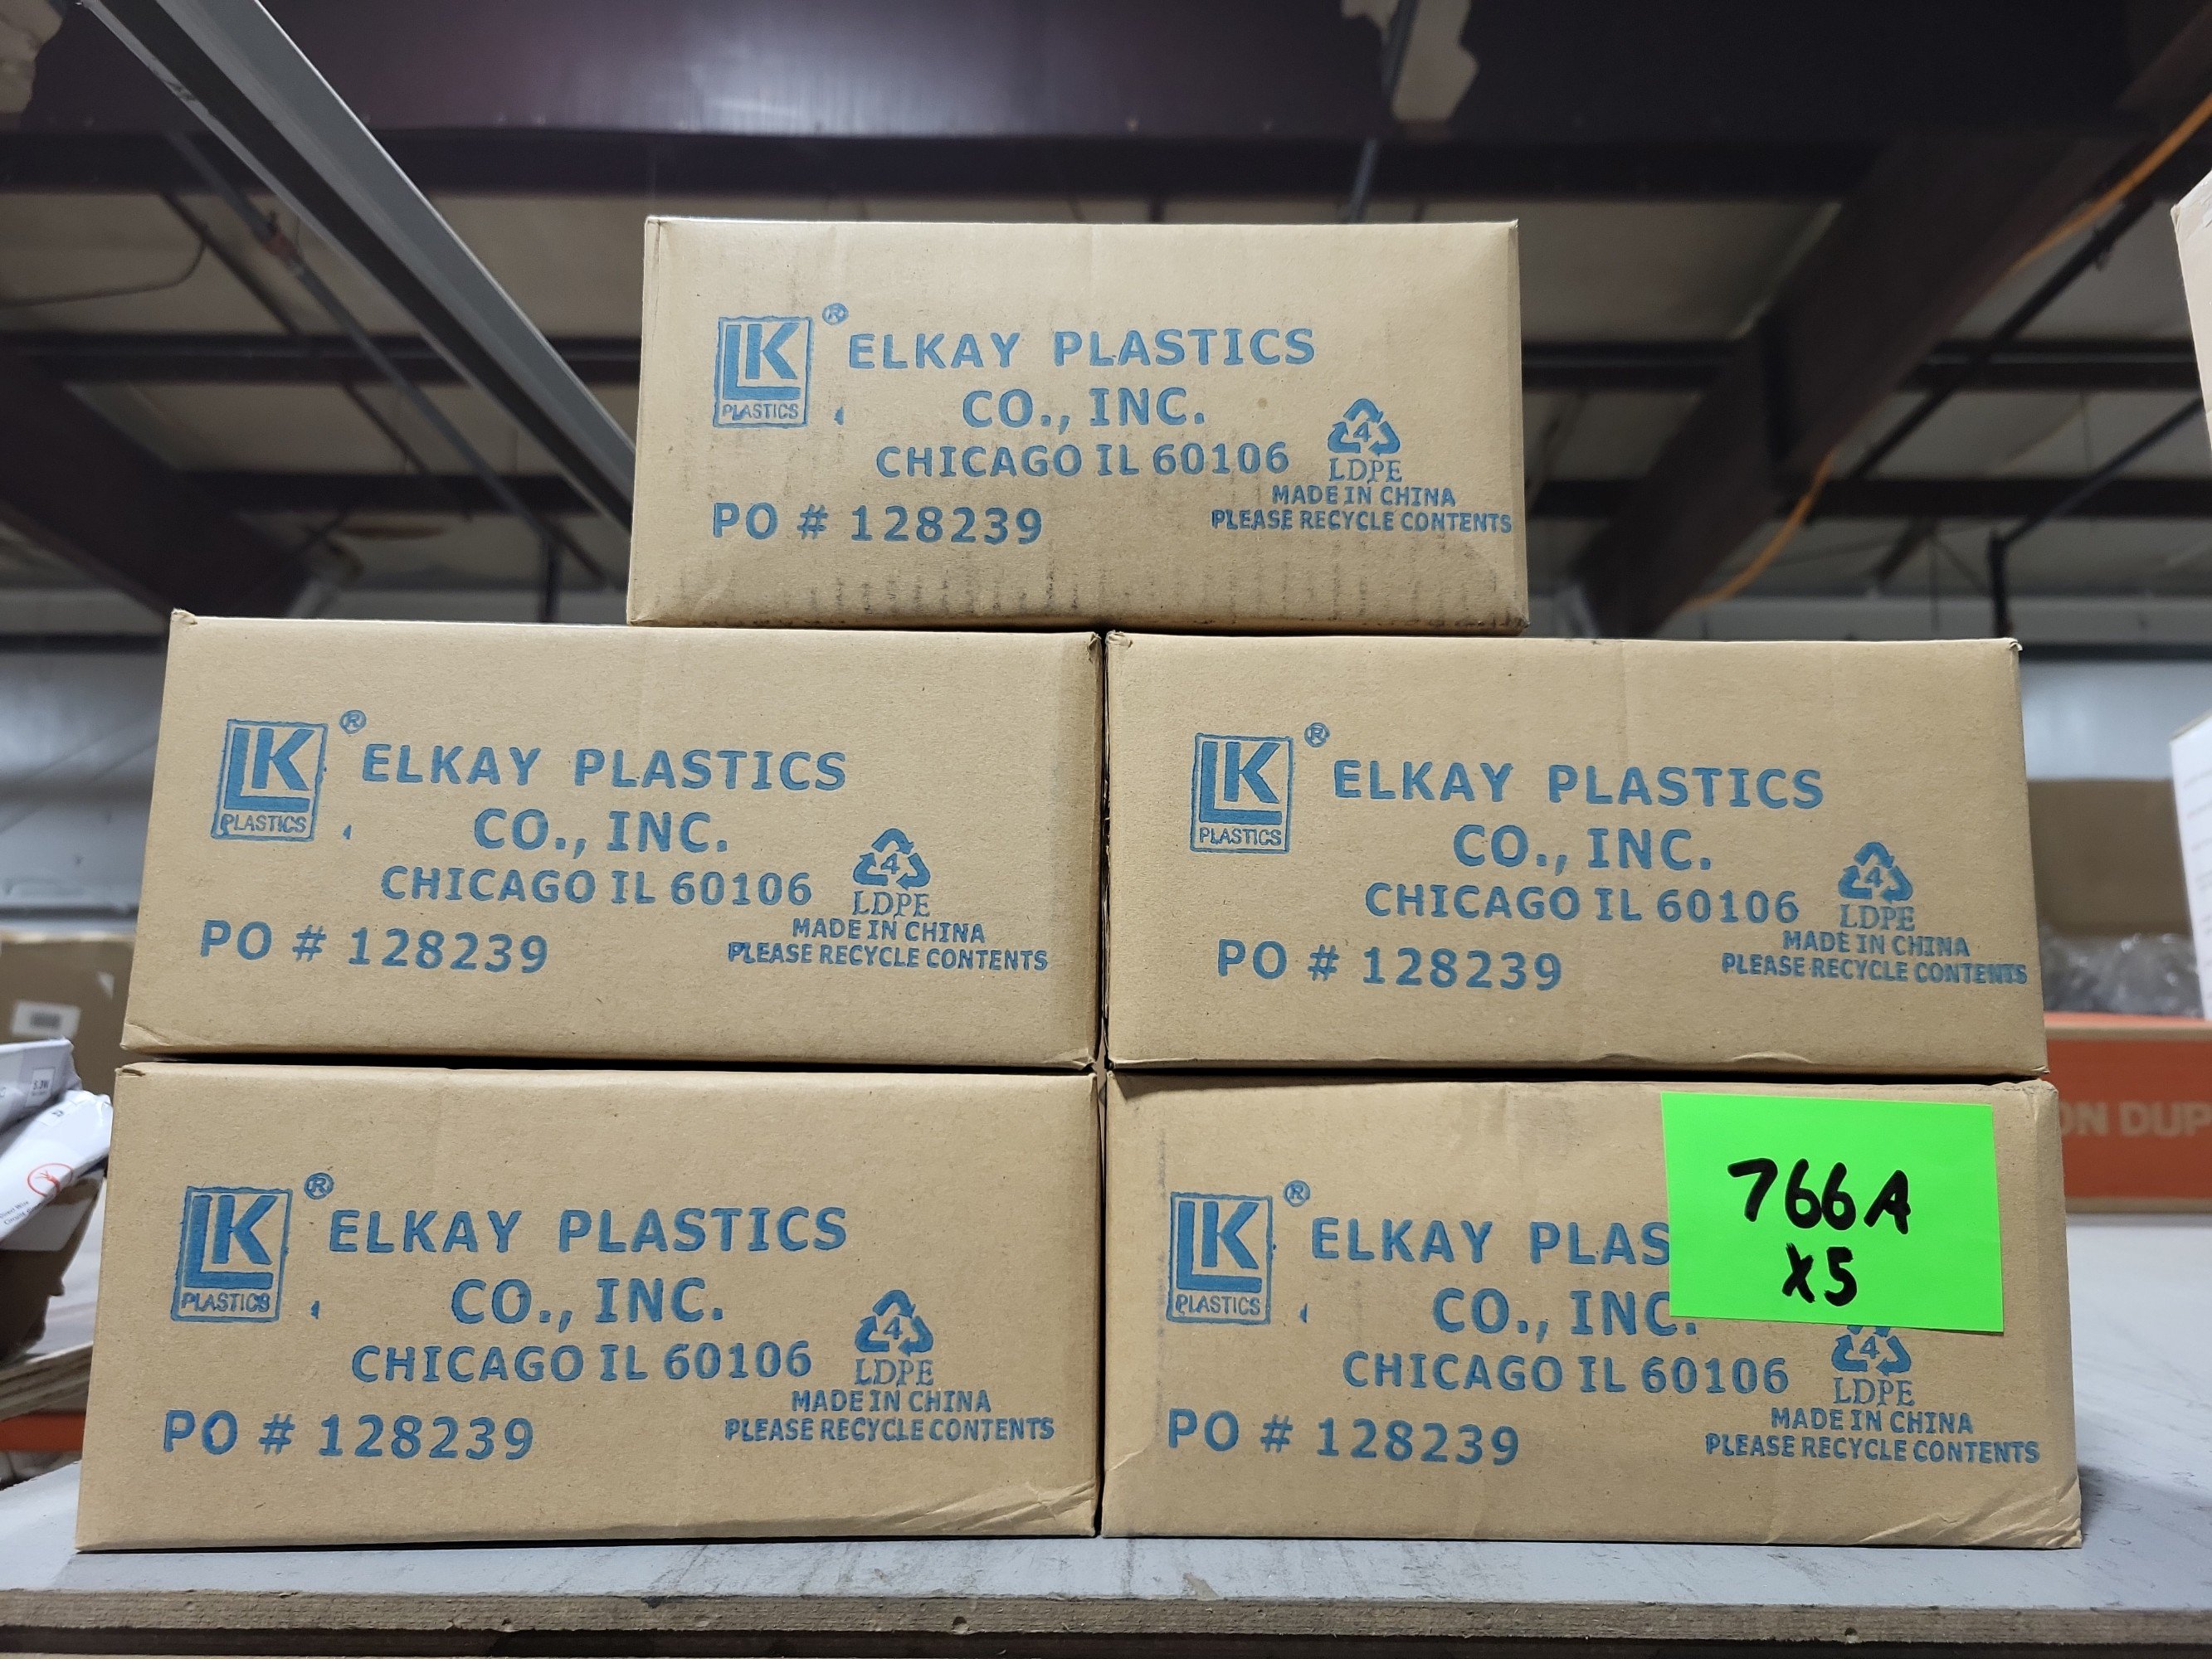 LK
PLASTICS
®
ELKAY PLASTICS
CO., INC.
CHICAGO IL 60106
PO # 128239
4
LDPE
MADE IN CHINA
PLEASE RECYCLE CONTENTS
LK
PLASTICS
®
ELKAY PLASTICS
CO., INC.
CHICAGO IL 60106
PO # 128239
4
LDPE
MADE IN CHINA
PLEASE RECYCLE CONTENTS
LK
PLASTICS
®
ELKAY PLASTICS
CO., INC.
CHICAGO IL 60106
PO # 128239
4
LDPE
MADE IN CHINA
PLEASE RECYCLE CONTENTS
LK
PLASTICS
®
ELKAY PLASTICS
CO., INC.
CHICAGO IL 60106
PO # 128239
4
LDPE
MADE IN CHINA
PLEASE RECYCLE CONTENTS
LK
PLASTICS
®
ELKAY PLAS
CO., INC.
CHICAGO IL 60106
PO # 128239
4
LDPE
MADE IN CHINA
PLEASE RECYCLE CONTENTS
766A
X5
ON DUP